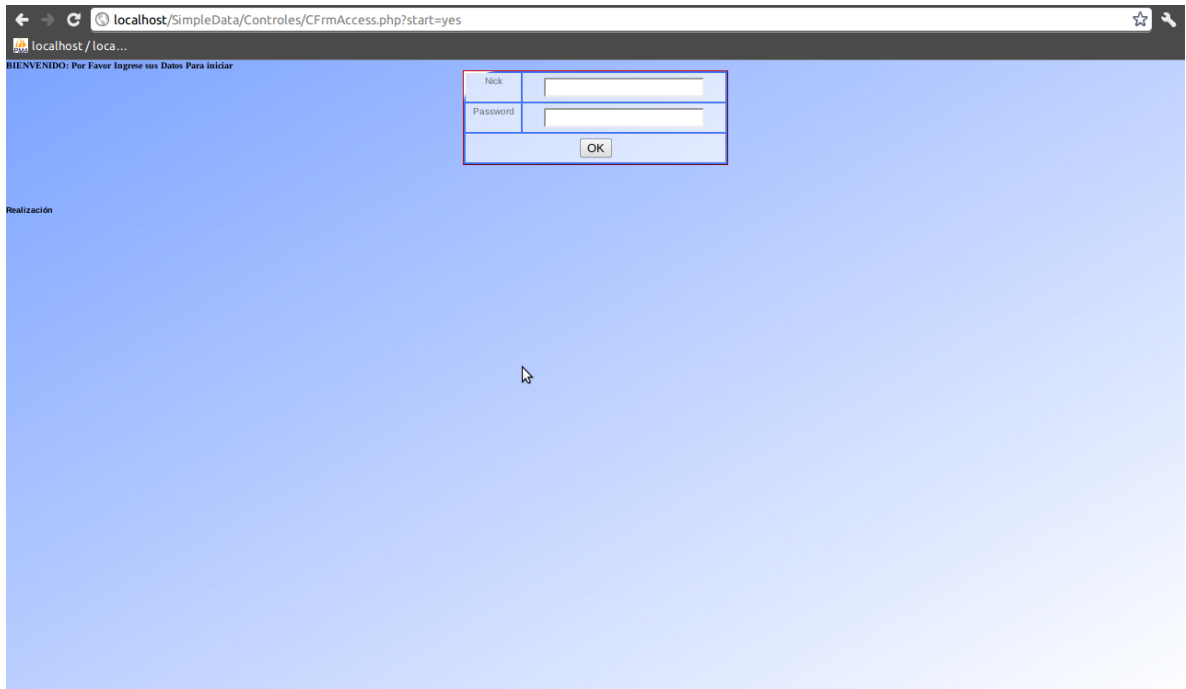 localhost/SimpleData/Controles/CFrmAccess.php?start=yes
PMA localhost / loca...
BIENVENIDO: Por Favor Ingrese sus Datos Para iniciar
Nick
Password
OK
Realización